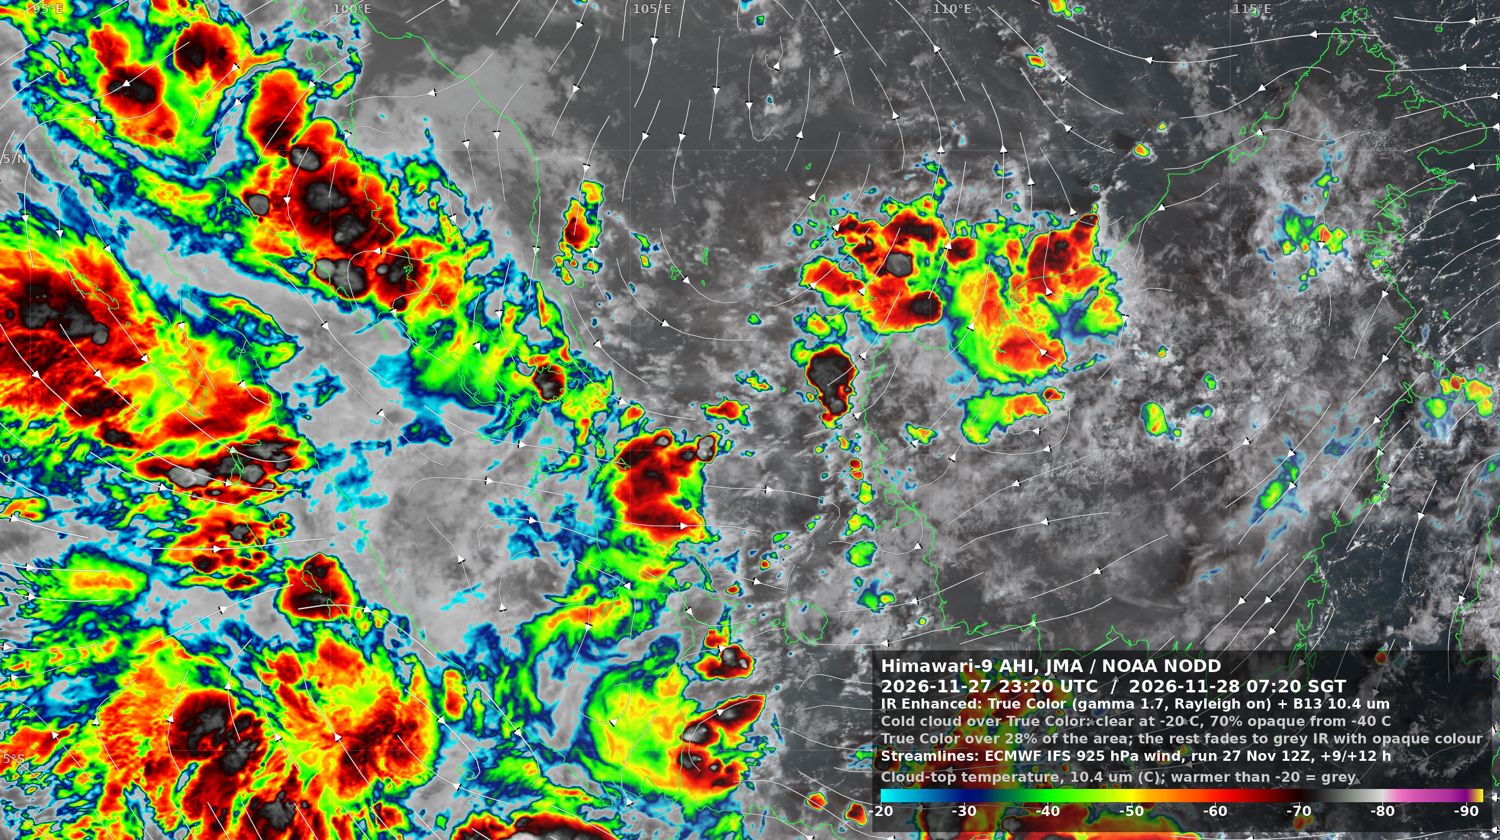 95°E 100°E 105°E 110°E 115°E
5°N
0°
5°S
Himawari-9 AHI, JMA / NOAA NODD
2026-11-27 23:20 UTC / 2026-11-28 07:20 SGT
IR Enhanced: True Color (gamma 1.7, Rayleigh on) + B13 10.4 um
Cold cloud over True Color: clear at -20 C, 70% opaque from -40 C
True Color over 28% of the area; the rest fades to grey IR with opaque colour
Streamlines: ECMWF IFS 925 hPa wind, run 27 Nov 12Z, +9/+12 h
Cloud-top temperature, 10.4 um (C); warmer than -20 = grey
-20 -30 -40 -50 -60 -70 -80 -90